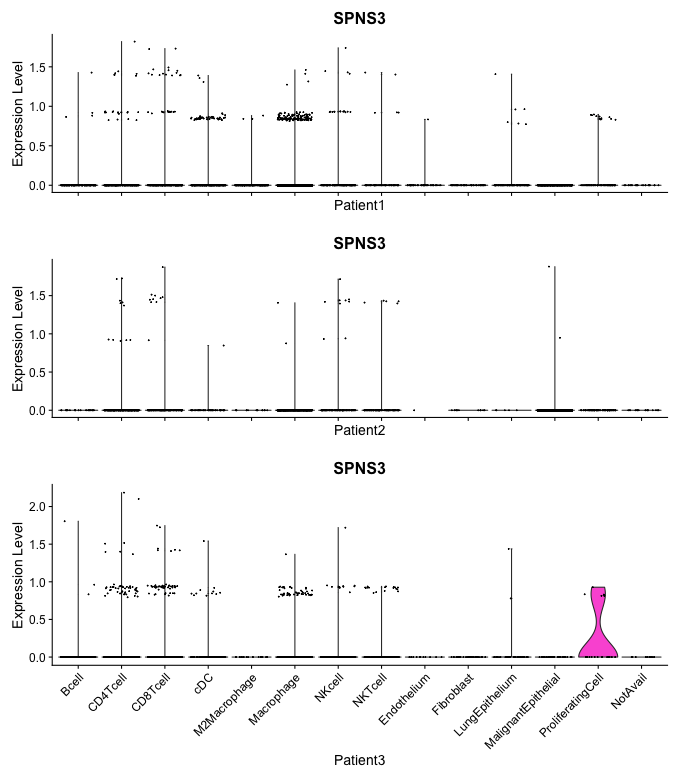 SPNS3
Expression Level
1.5
1.0
0.5
0.0
Patient1
SPNS3
Expression Level
1.5
1.0
0.5
0.0
Patient2
SPNS3
Expression Level
2.0
1.5
1.0
0.5
0.0
Bcell
CD4Tcell
CD8Tcell
cDC
M2Macrophage
Macrophage
NKcell
NKTcell
Endothelium
Fibroblast
LungEpithelium
MalignantEpithelial
ProliferatingCell
NotAvail
Patient3